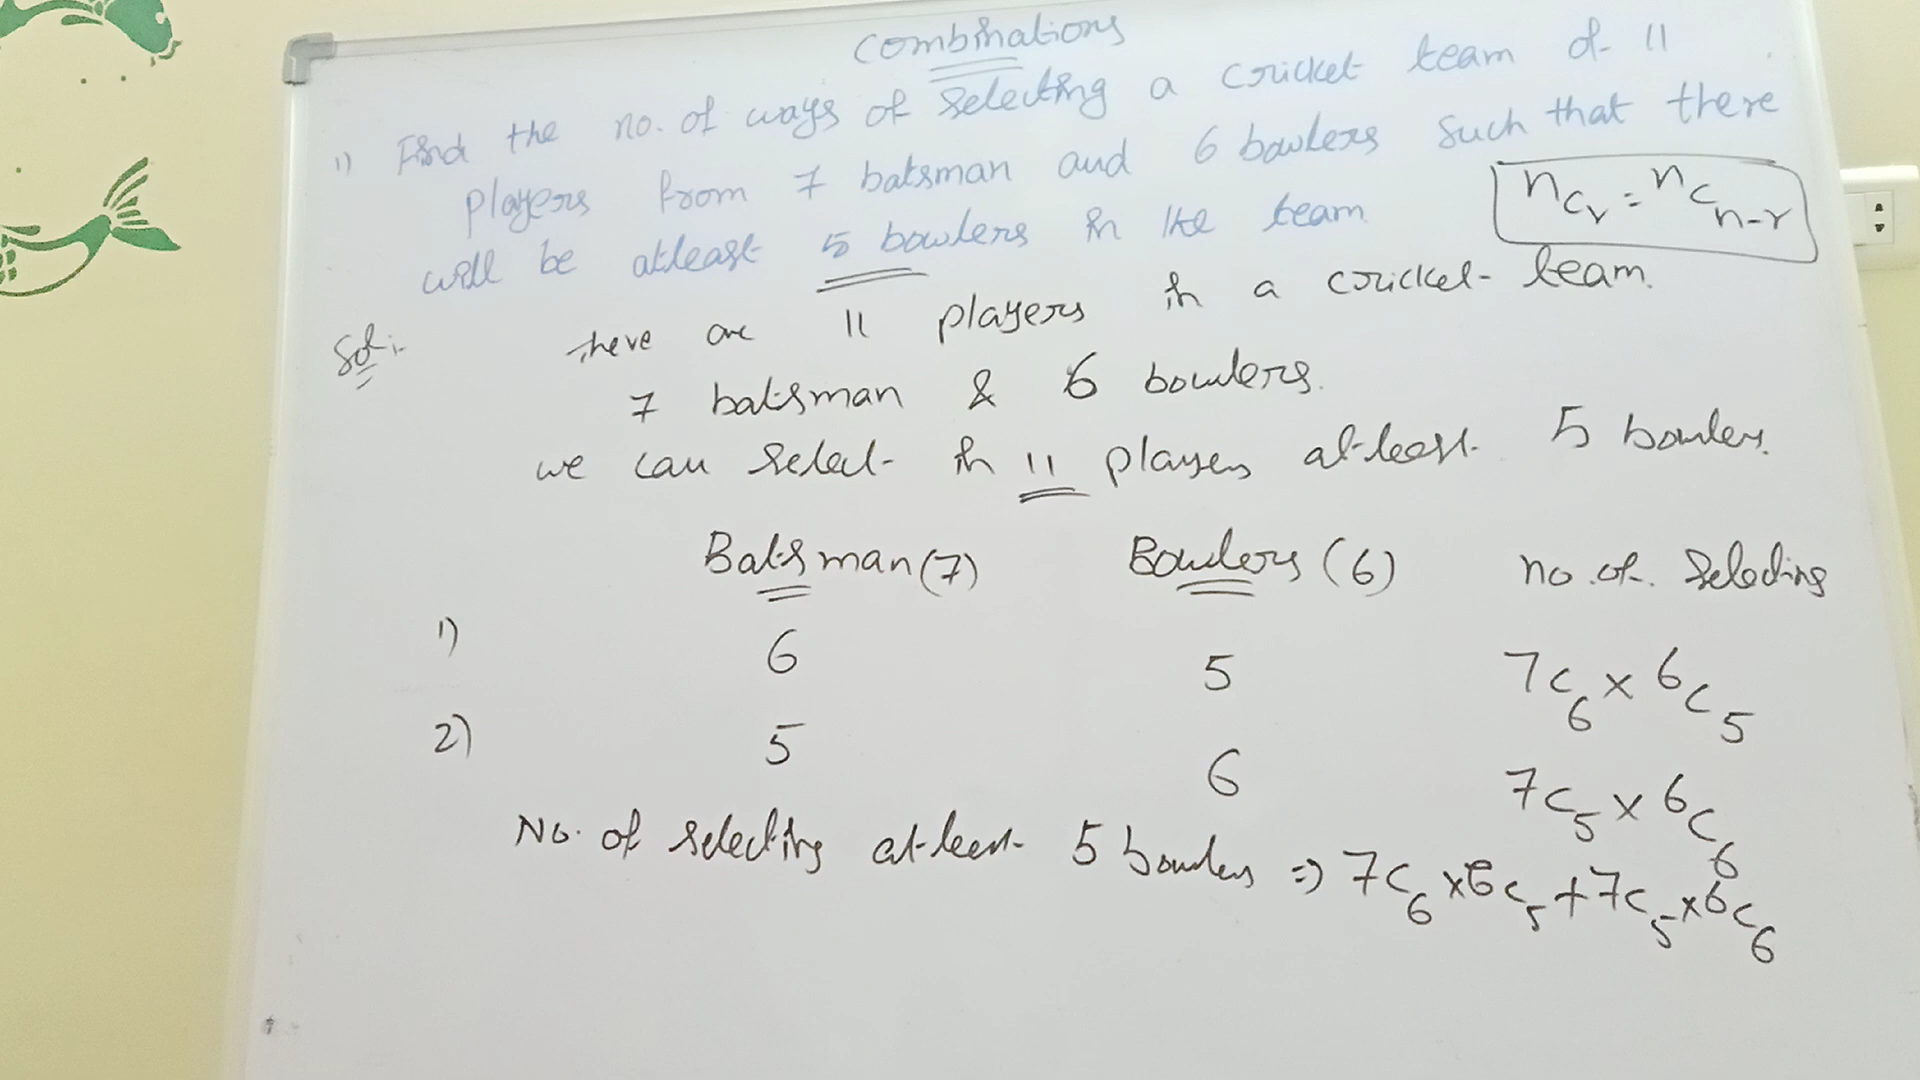 Combinations
1) Find the no. of ways of selecting a cricket team of 11
players from 7 batsman and 6 bowlers such that there
will be atleast 5 bowlers in the team.
nCr = nCn-r
Sol:- There are 11 players in a cricket team.
7 batsman & 6 bowlers.
we can select in 11 players at-least 5 bowlers.
Batsman(7) Bowlers (6) no. of. Selecting
1) 6 5 7C6 x 6C5
2) 5 6 7C5 x 6C6
No. of selecting at-least 5 bowlers => 7C6 x 6C5 + 7C5 x 6C6